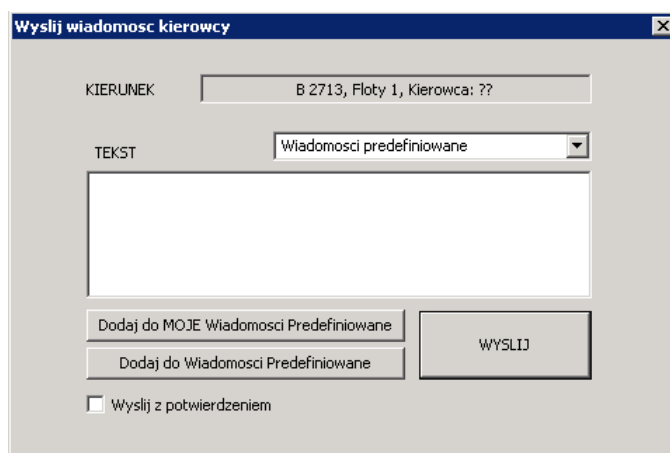 Wyslij wiadomosc kierowcy
KIERUNEK B 2713, Floty 1, Kierowca: ??
TEKST Wiadomosci predefiniowane
Dodaj do MOJE Wiadomosci Predefiniowane
WYSLIJ
Dodaj do Wiadomosci Predefiniowane
Wyslij z potwierdzeniem